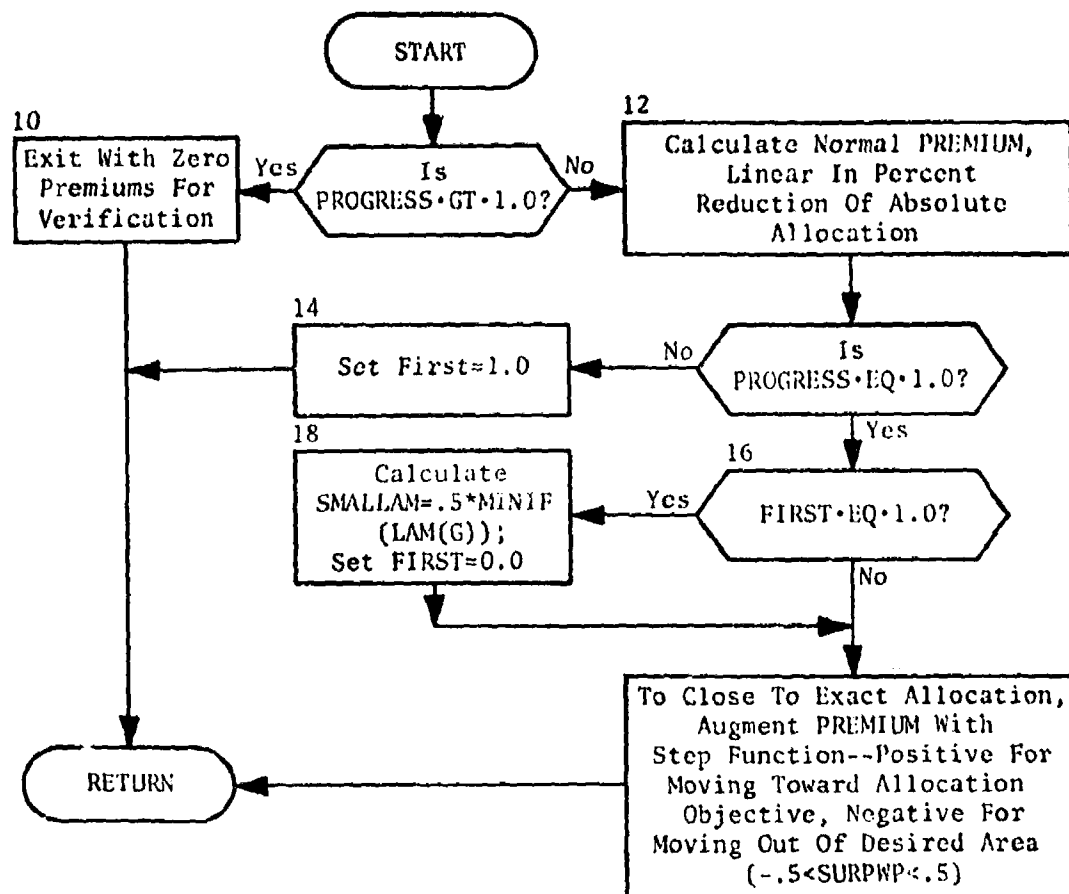 START
10
Exit With Zero
Premiums For
Verification
Yes
Is
PROGRESS·GT·1.0?
No
12
Calculate Normal PREMIUM,
Linear In Percent
Reduction Of Absolute
Allocation
14
Set First=1.0
No
Is
PROGRESS·EQ·1.0?
Yes
18
Calculate
SMALLAM=.5*MINIF
(LAM(G));
Set FIRST=0.0
Yes
16
FIRST·EQ·1.0?
No
To Close To Exact Allocation,
Augment PREMIUM With
Step Function--Positive For
Moving Toward Allocation
Objective, Negative For
Moving Out Of Desired Area
(-.5<SURPWP<.5)
RETURN